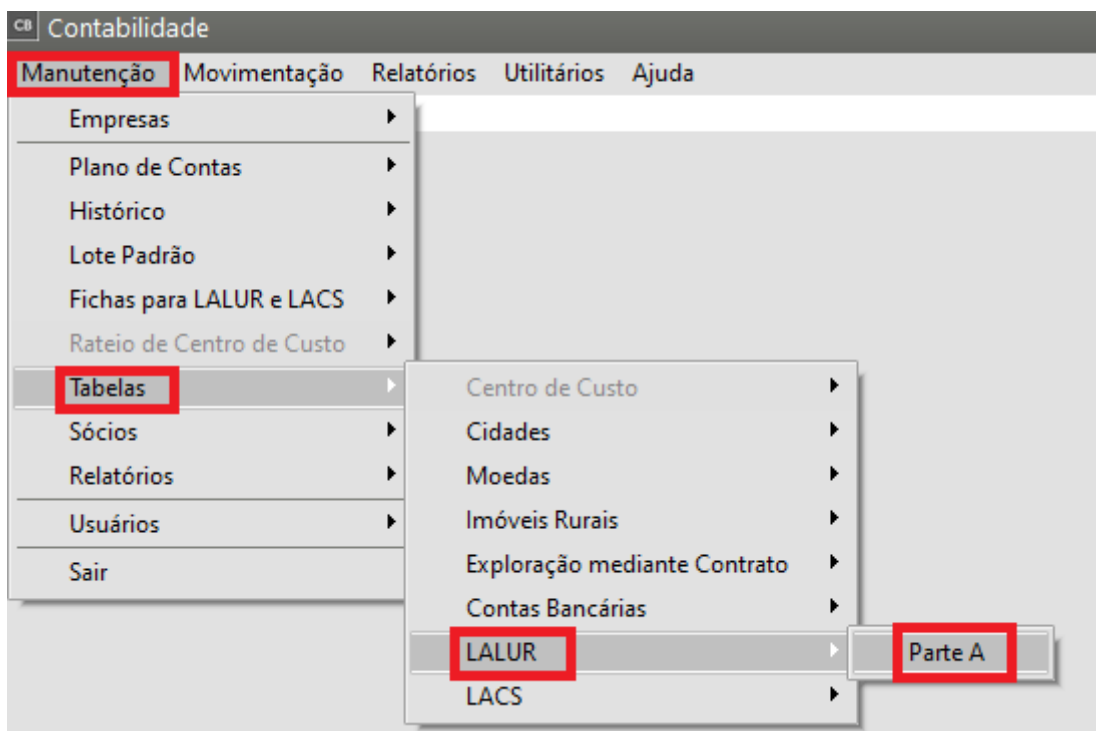 CB Contabilidade
Manutenção Movimentação Relatórios Utilitários Ajuda
Empresas
Plano de Contas
Histórico
Lote Padrão
Fichas para LALUR e LACS
Rateio de Centro de Custo
Tabelas
Sócios
Relatórios
Usuários
Sair
Centro de Custo
Cidades
Moedas
Imóveis Rurais
Exploração mediante Contrato
Contas Bancárias
LALUR
LACS
Parte A